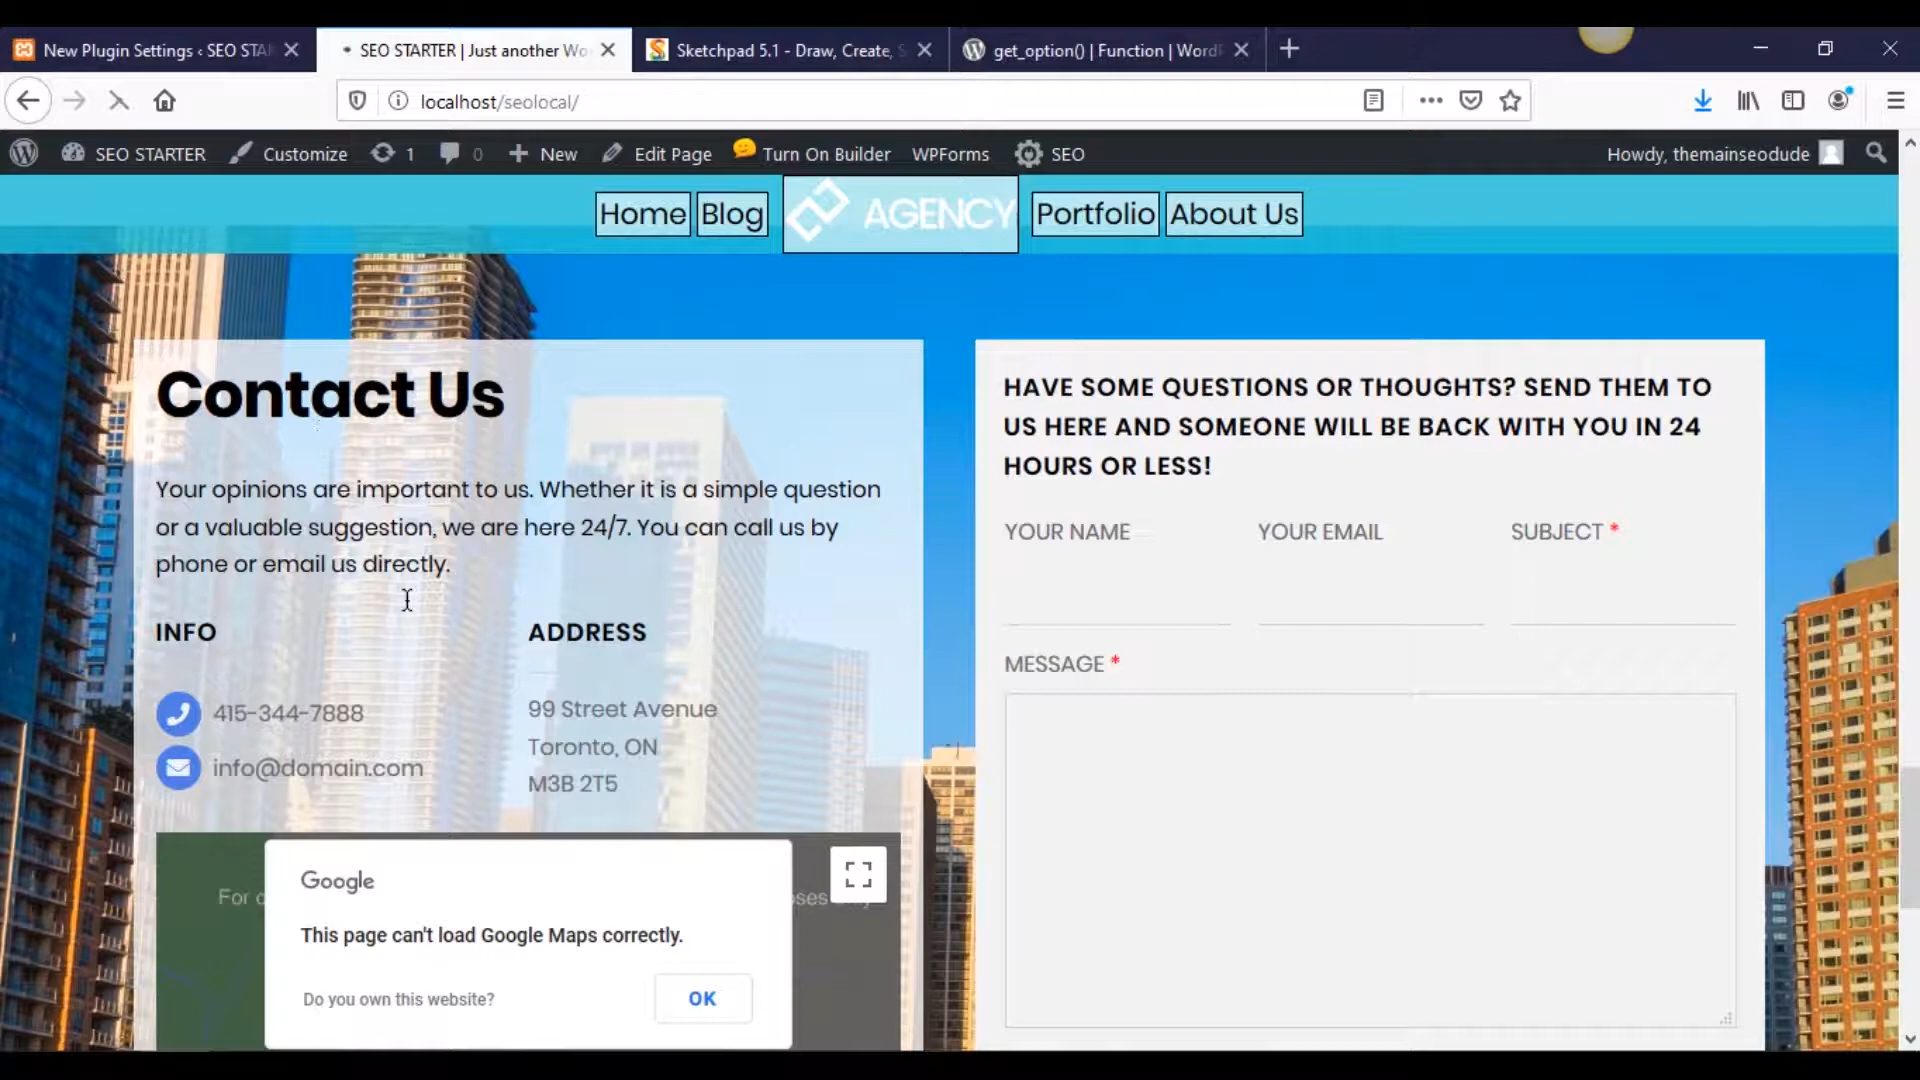 New Plugin Settings ‹ SEO STA
SEO STARTER | Just another Wo
Sketchpad 5.1 - Draw, Create, S
get_option() | Function | WordP
localhost/seolocal/
SEO STARTER
Customize
1
0
New
Edit Page
Turn On Builder
WPForms
SEO
Howdy, themainseodude
Home
Blog
AGENCY
Portfolio
About Us
Contact Us
Your opinions are important to us. Whether it is a simple question
or a valuable suggestion, we are here 24/7. You can call us by
phone or email us directly.
INFO
415-344-7888
info@domain.com
ADDRESS
99 Street Avenue
Toronto, ON
M3B 2T5
For
Google
This page can't load Google Maps correctly.
Do you own this website?
OK
HAVE SOME QUESTIONS OR THOUGHTS? SEND THEM TO
US HERE AND SOMEONE WILL BE BACK WITH YOU IN 24
HOURS OR LESS!
YOUR NAME
YOUR EMAIL
SUBJECT *
MESSAGE *